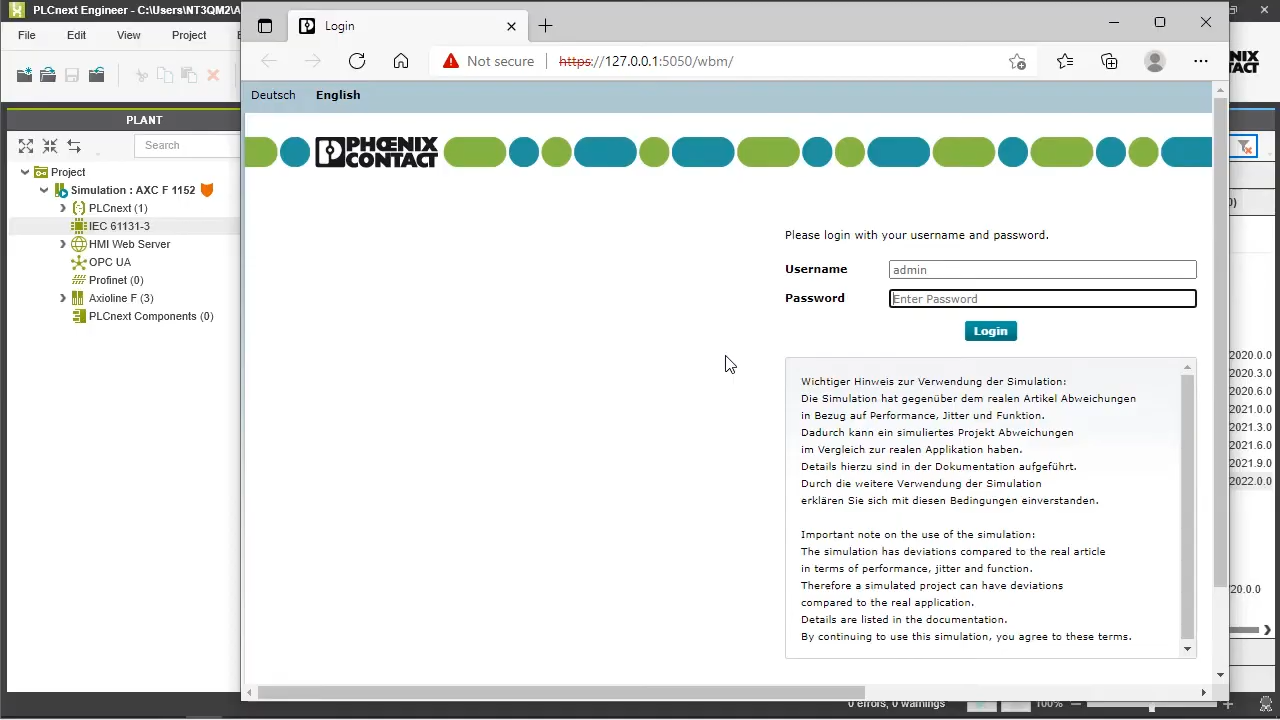 PLCnext Engineer - C:\Users\NT3QM2\A
File Edit View Project
PLANT
Search
Project
Simulation : AXC F 1152
PLCnext (1)
IEC 61131-3
HMI Web Server
OPC UA
Profinet (0)
Axioline F (3)
PLCnext Components (0)
Login
Not secure https://127.0.0.1:5050/wbm/
Deutsch English
PHŒNIX
CONTACT
Please login with your username and password.
Username admin
Password Enter Password
Login
Wichtiger Hinweis zur Verwendung der Simulation:
Die Simulation hat gegenüber dem realen Artikel Abweichungen
in Bezug auf Performance, Jitter und Funktion.
Dadurch kann ein simuliertes Projekt Abweichungen
im Vergleich zur realen Applikation haben.
Details hierzu sind in der Dokumentation aufgeführt.
Durch die weitere Verwendung der Simulation
erklären Sie sich mit diesen Bedingungen einverstanden.
Important note on the use of the simulation:
The simulation has deviations compared to the real article
in terms of performance, jitter and function.
Therefore a simulated project can have deviations
compared to the real application.
Details are listed in the documentation.
By continuing to use this simulation, you agree to these terms.
NIX
TACT
0)
2020.0.0
2020.3.0
2020.6.0
2021.0.0
2021.3.0
2021.6.0
2021.9.0
2022.0.0
20.0.0
0 errors, 0 warnings
100%